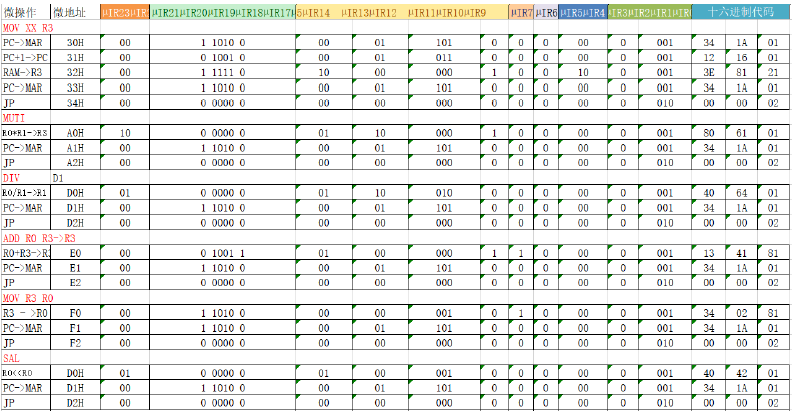 微操作 微地址 μIR23μIR μIR21μIR20μIR19μIR18μIR17μ 5μIR14 μIR13μIR12 μIR11μIR10μIR9 μIR7 μIR6 μIR5μIR4 μIR3μIR2 μIR1μIR0 十六进制代码
MOV XX R3
PC->MAR 30H 00 1 1010 0 00 01 101 0 0 0 00 0 001 34 1A 01
PC+1->PC 31H 00 0 1001 0 00 01 011 0 0 0 00 0 001 12 16 01
RAM->R3 32H 00 1 1111 0 10 00 000 1 0 0 10 0 001 3E 81 21
PC->MAR 33H 00 1 1010 0 00 01 101 0 0 0 00 0 001 34 1A 01
JP 34H 00 0 0000 0 00 00 000 0 0 0 00 0 010 00 00 02
MUTI
R0*R1->R3 A0H 10 0 0000 0 01 10 000 1 0 0 00 0 001 80 61 01
PC->MAR A1H 00 1 1010 0 00 01 101 0 0 0 00 0 001 34 1A 01
JP A2H 00 0 0000 0 00 00 000 0 0 0 00 0 010 00 00 02
DIV D1
R0/R1->R1 D0H 01 0 0000 0 01 10 010 0 0 0 00 0 001 40 64 01
PC->MAR D1H 00 1 1010 0 00 01 101 0 0 0 00 0 001 34 1A 01
JP D2H 00 0 0000 0 00 00 000 0 0 0 00 0 010 00 00 02
ADD R0 R3->R3
R0+R3->R3 E0 00 0 1001 1 01 00 000 1 1 0 00 0 001 13 41 81
PC->MAR E1 00 1 1010 0 00 01 101 0 0 0 00 0 001 34 1A 01
JP E2 00 0 0000 0 00 00 000 0 0 0 00 0 010 00 00 02
MOV R3 R0
R3 - >R0 F0 00 1 1010 0 00 00 001 0 1 0 00 0 001 34 02 81
PC->MAR F1 00 1 1010 0 00 01 101 0 0 0 00 0 001 34 1A 01
JP F2 00 0 0000 0 00 00 000 0 0 0 00 0 010 00 00 02
SAL
R0<<R0 D0H 01 0 0000 0 01 00 001 0 0 0 00 0 001 40 42 01
PC->MAR D1H 00 1 1010 0 00 01 101 0 0 0 00 0 001 34 1A 01
JP D2H 00 0 0000 0 00 00 000 0 0 0 00 0 010 00 00 02